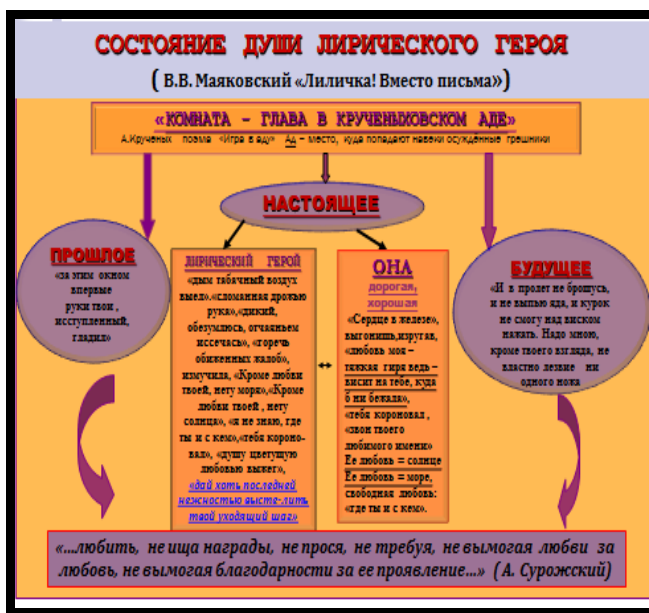 СОСТОЯНИЕ ДУШИ ЛИРИЧЕСКОГО ГЕРОЯ
( В.В. Маяковский «Лиличка! Вместо письма»)
«КОМНАТА – ГЛАВА В КРУЧЕНЫХОВСКОМ АДЕ»
А.Крученых поэма «Игра в аду» Ад – место, куда попадают навеки осуждённые грешники
НАСТОЯЩЕЕ
ПРОШЛОЕ
«за этим окном
впервые
руки твои ,
исступленный,
гладил»
ЛИРИЧЕСКИЙ ГЕРОЙ
«дым табачный воздух
выел».«сломанная дрожью
рука»,«дикий,
обезумлюсь, отчаяньем
иссечась», «горечь
обиженных жалоб»,
измучила, «Кроме любви
твоей, нету моря»,«Кроме
любви твоей , нету
солнца», «я не знаю, где
ты и с кем»,«тебя короно-
вал», «душу цветущую
любовью выжег»,
«дай хоть последней
нежностью высте-лить
твой уходящий шаг»
ОНА
дорогая,
хорошая
«Сердце в железе»,
выгонишь,изругав,
«любовь моя –
тяжкая гиря ведь –
висит на тебе, куда
б ни бежала»,
«тебя короновал ,
«звон твоего
любимого имени»
Ее любовь = солнце
Ее любовь = море,
свободная любовь:
«где ты и с кем».
БУДУЩЕЕ
«И в пролет не брошусь,
и не выпью яда, и курок
не смогу над виском
нажать. Надо мною,
кроме твоего взгляда, не
властно лезвие ни
одного ножа
«...любить, не ища награды, не прося, не требуя, не вымогая любви за
любовь, не вымогая благодарности за ее проявление...» ( А. Сурожский)